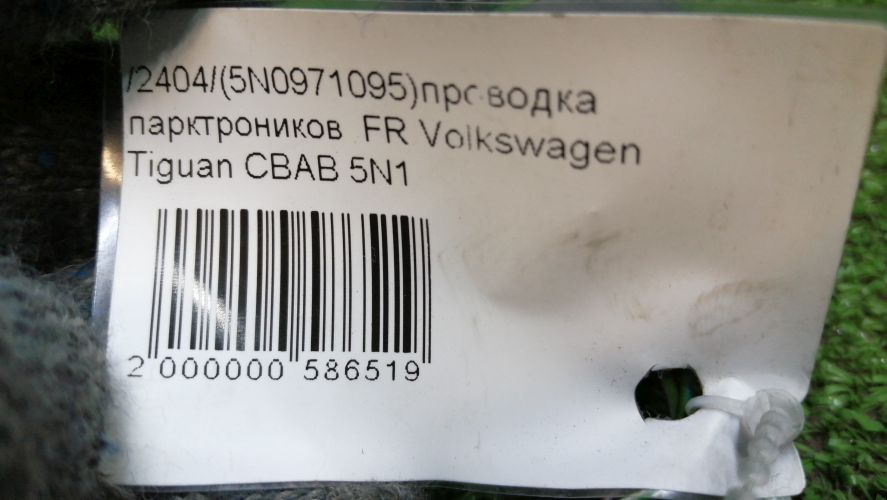 /2404/(5N0971095)проводка
парктроников FR Volkswagen
Tiguan CBAB 5N1
2 000000 586519